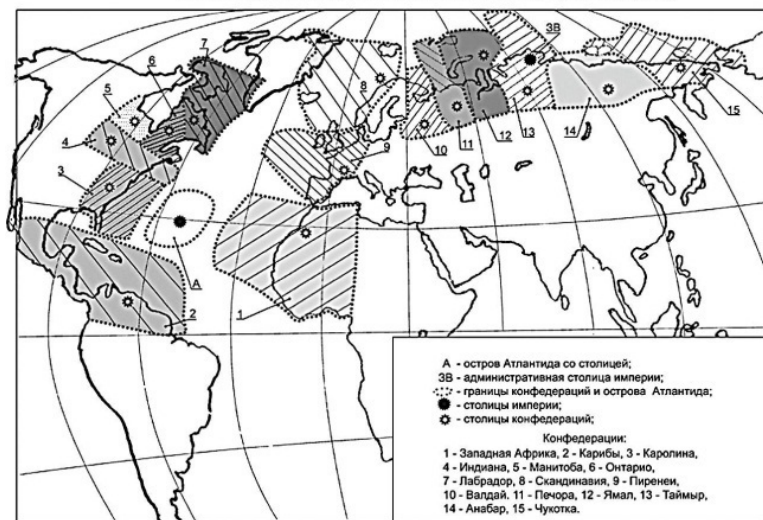 7
6
5
4
3
8
9
ЗВ
10
11
12
13
14
15
А
2
1
А - остров Атлантида со столицей;
ЗВ - административная столица империи;
- границы конфедераций и острова Атлантида;
- столицы империи;
- столицы конфедераций;
Конфедерации:
1 - Западная Африка, 2 - Карибы, 3 - Каролина,
4 - Индиана, 5 - Манитоба, 6 - Онтарио,
7 - Лабрадор, 8 - Скандинавия, 9 - Пиренеи,
10 - Валдай. 11 - Печора, 12 - Ямал, 13 - Таймыр,
14 - Анабар, 15 - Чукотка.